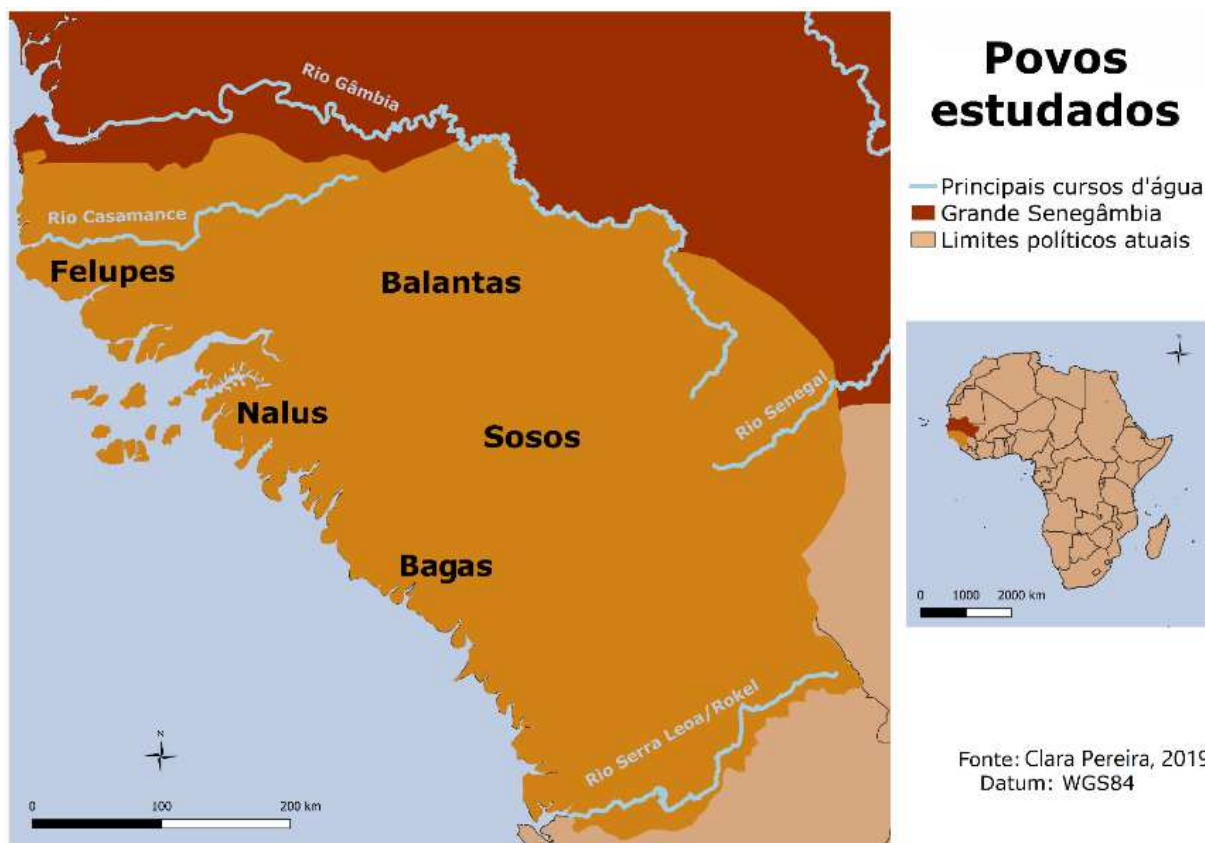 Povos
estudados
Principais cursos d'água
Grande Senegâmbia
Limites políticos atuais
Rio Gâmbia
Rio Casamance
Felupes
Balantas
Nalus
Sosos
Rio Senegal
Bagas
Rio Serra Leoa/Rokel
N
0 100 200 km
0 1000 2000 km
Fonte: Clara Pereira, 2019
Datum: WGS84